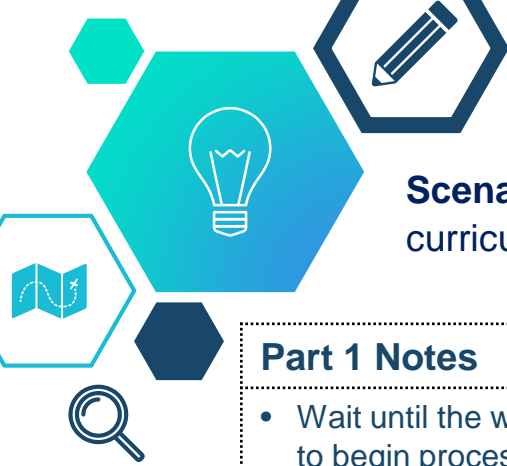 Scena
curricu
Part 1 Notes
• Wait until the w
to begin proces